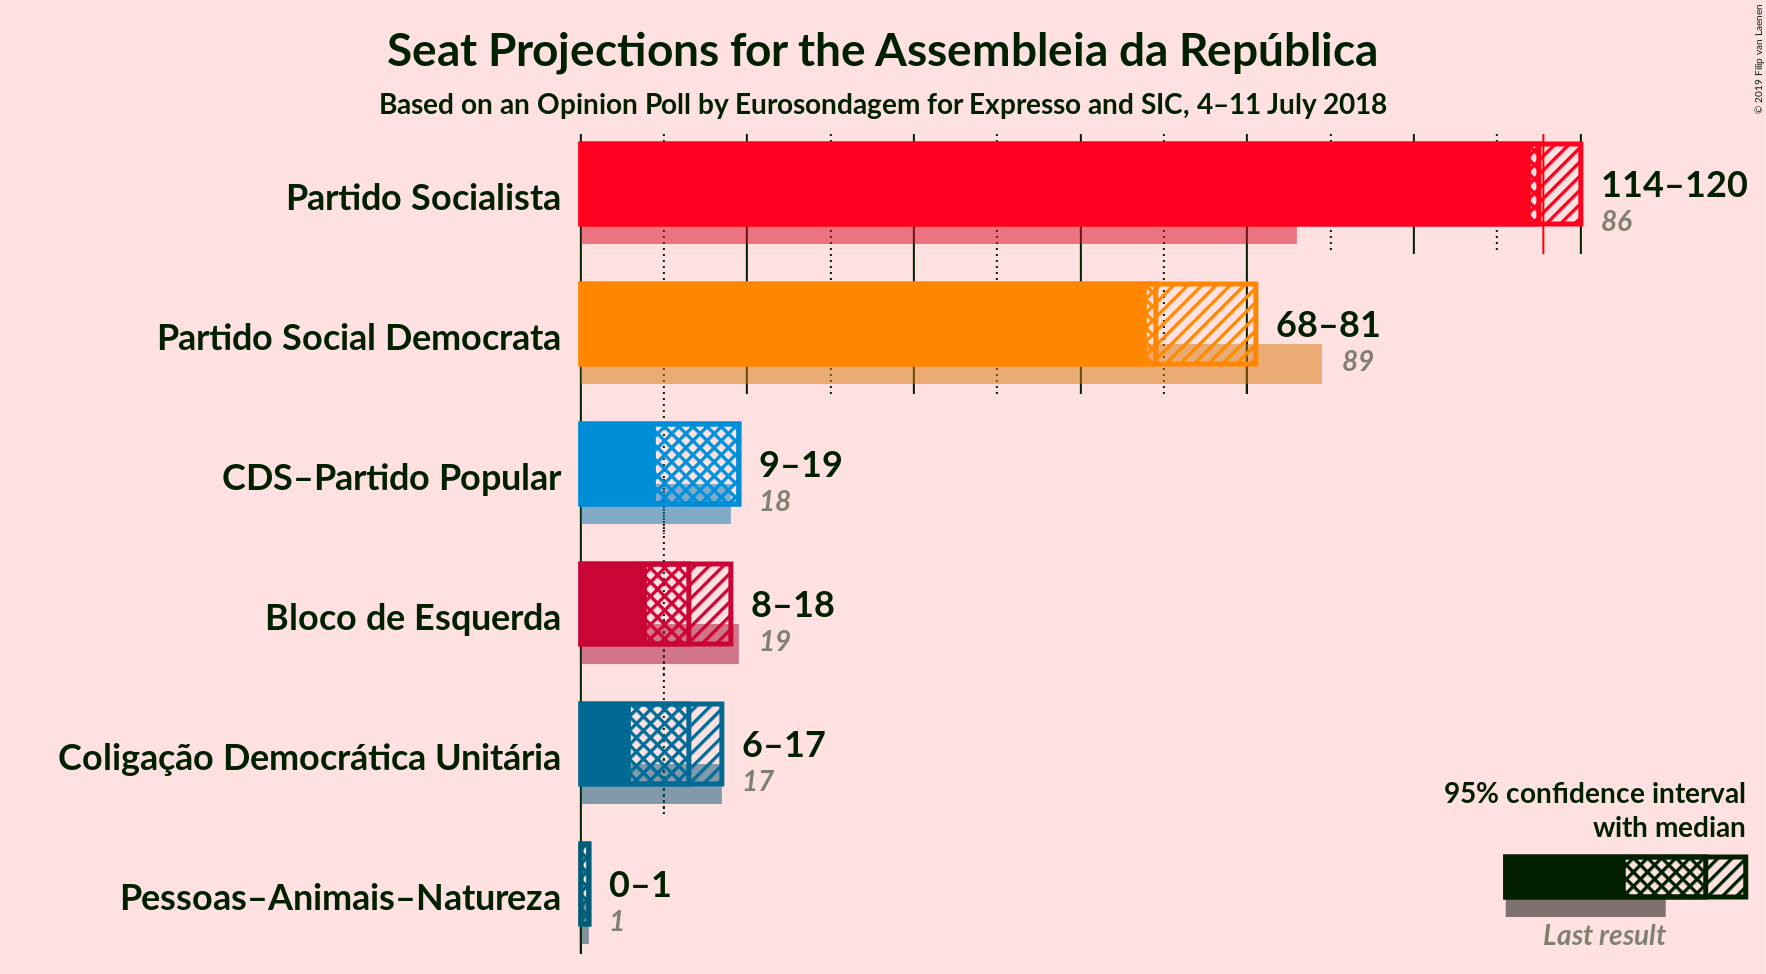 Seat Projections for the Assembleia da República
Based on an Opinion Poll by Eurosondagem for Expresso and SIC, 4–11 July 2018
© 2019 Filip van Laenen
Partido Socialista
114–120
86
Partido Social Democrata
68–81
89
CDS–Partido Popular
9–19
18
Bloco de Esquerda
8–18
19
Coligação Democrática Unitária
6–17
17
Pessoas–Animais–Natureza
0–1
1
95% confidence interval
with median
Last result